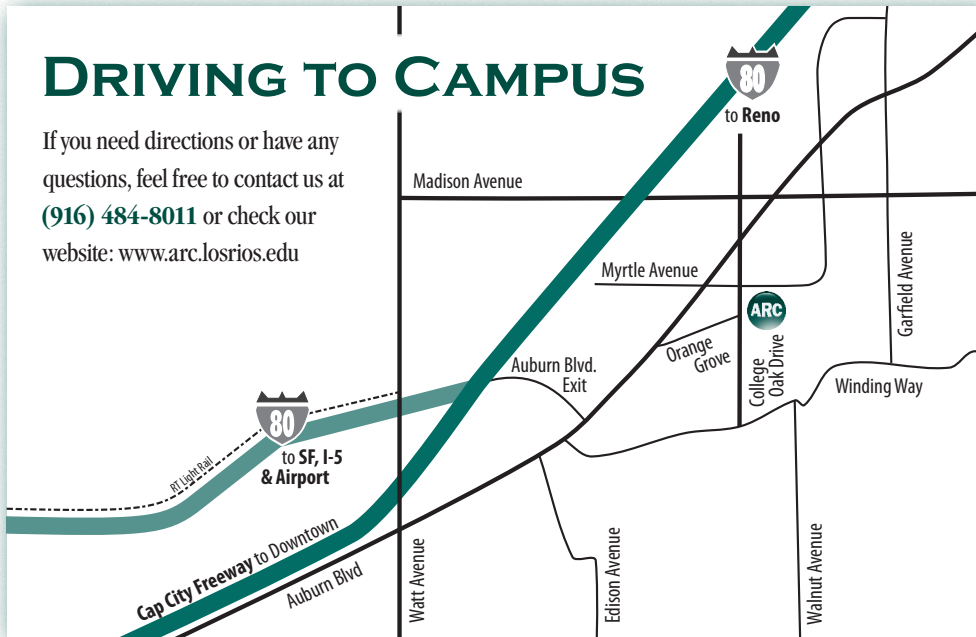 DRIVING TO CAMPUS
If you need directions or have any
questions, feel free to contact us at
(916) 484-8011 or check our
website: www.arc.losrios.edu
80
to Reno
Madison Avenue
Myrtle Avenue
Garfield Avenue
ARC
Orange
Grove
College
Oak Drive
Auburn Blvd.
Exit
Winding Way
80
to SF, I-5
& Airport
RT Light Rail
Cap City Freeway to Downtown
Auburn Blvd
Watt Avenue
Edison Avenue
Walnut Avenue